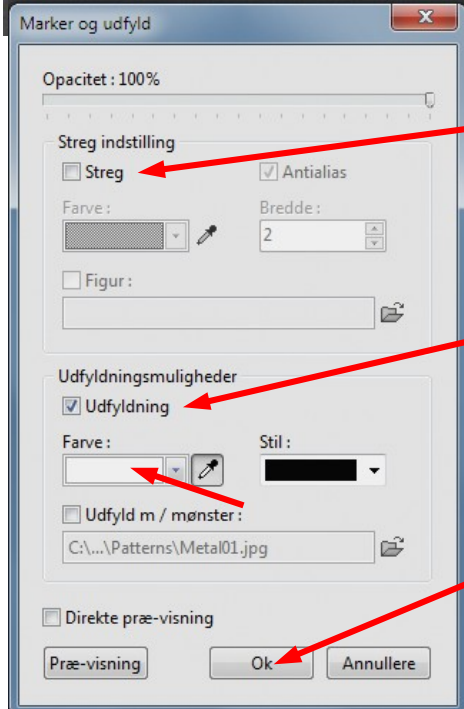 Marker og udfyld
Opacitet : 100%
Streg indstilling
Streg
Antialias
Farve :
Bredde :
2
Figur :
Udfyldningsmuligheder
Udfyldning
Farve :
Stil :
Udfyld m / mønster :
C:\...\Patterns\Metal01.jpg
Direkte præ-visning
Præ-visning
Ok
Annullere